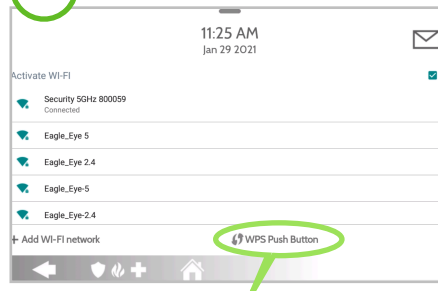 11:25 AM
Jan 29 2021
Activate WI-FI
Security 5GHz 800059
Connected
Eagle_Eye 5
Eagle_Eye 2.4
Eagle_Eye-5
Eagle_Eye-2.4
+ Add WI-FI network
WPS Push Button